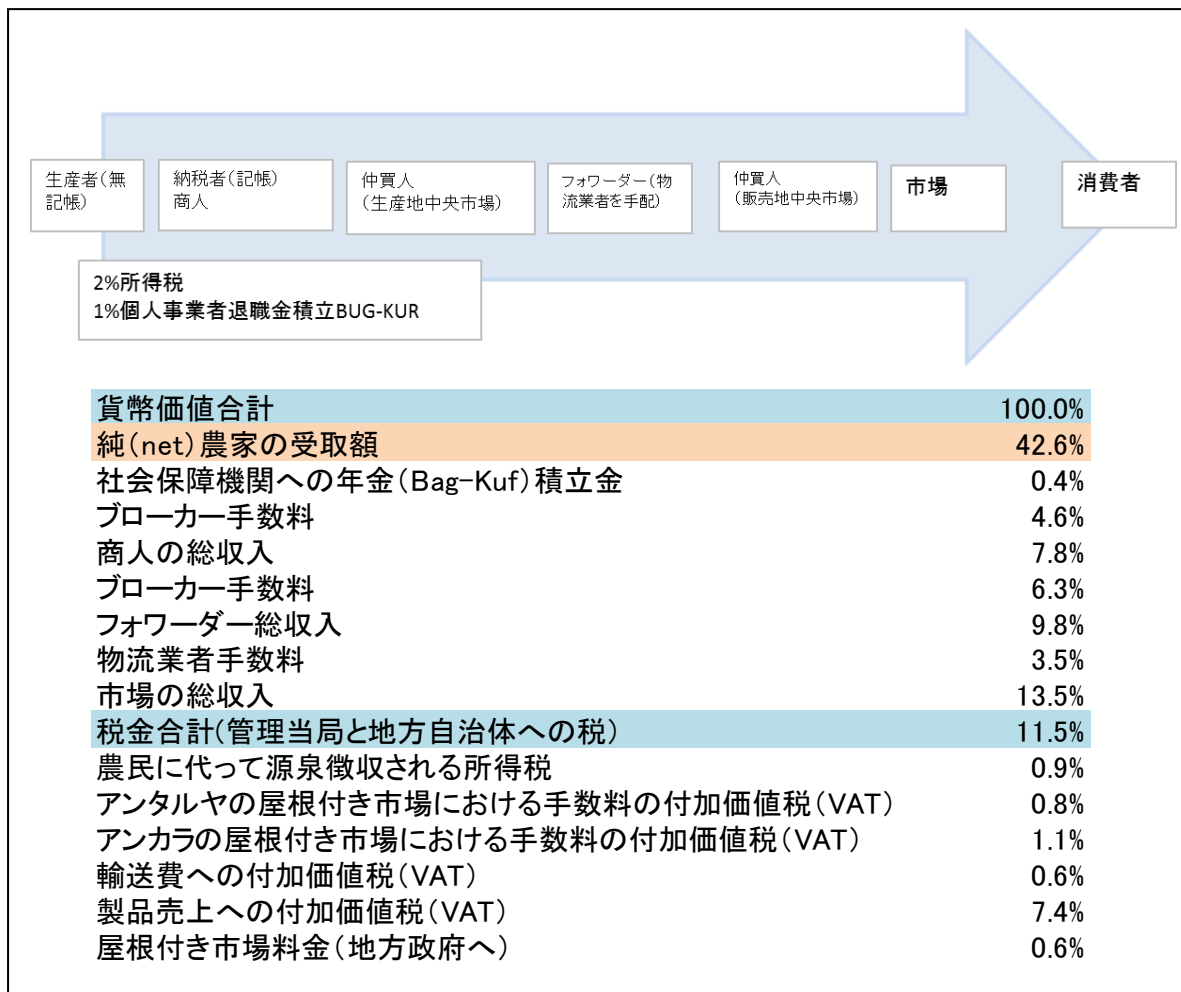 生産者(無
記帳)
納税者(記帳)
商人
仲買人
(生産地中央市場)
フォワーダー(物
流業者を手配)
仲買人
(販売地中央市場)
市場
消費者
2%所得税
1%個人事業者退職金積立BUG-KUR
貨幣価値合計 100.0%
純(net)農家の受取額 42.6%
社会保障機関への年金(Bag-Kuf)積立金 0.4%
ブローカー手数料 4.6%
商人の総収入 7.8%
ブローカー手数料 6.3%
フォワーダー総収入 9.8%
物流業者手数料 3.5%
市場の総収入 13.5%
税金合計(管理当局と地方自治体への税) 11.5%
農民に代って源泉徴収される所得税 0.9%
アンタルヤの屋根付き市場における手数料の付加価値税(VAT) 0.8%
アンカラの屋根付き市場における手数料の付加価値税(VAT) 1.1%
輸送費への付加価値税(VAT) 0.6%
製品売上への付加価値税(VAT) 7.4%
屋根付き市場料金(地方政府へ) 0.6%